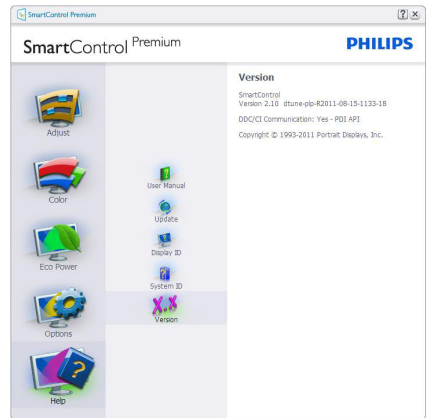 SmartControl Premium
SmartControl Premium
PHILIPS
Adjust
Color
Eco Power
Options
Help
User Manual
Update
Display ID
System ID
X.X
Version
Version
SmartControl
Version 2.10 dtune-plp-R2011-08-15-1133-18
DDC/CI Communication: Yes - PDI API
Copyright © 1993-2011 Portrait Displays, Inc.